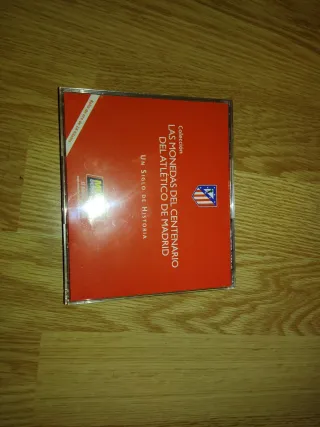 Colección
LAS MONEDAS DEL CENTENARIO
DEL ATLÉTICO DE MADRID
UN SIGLO DE HISTORIA